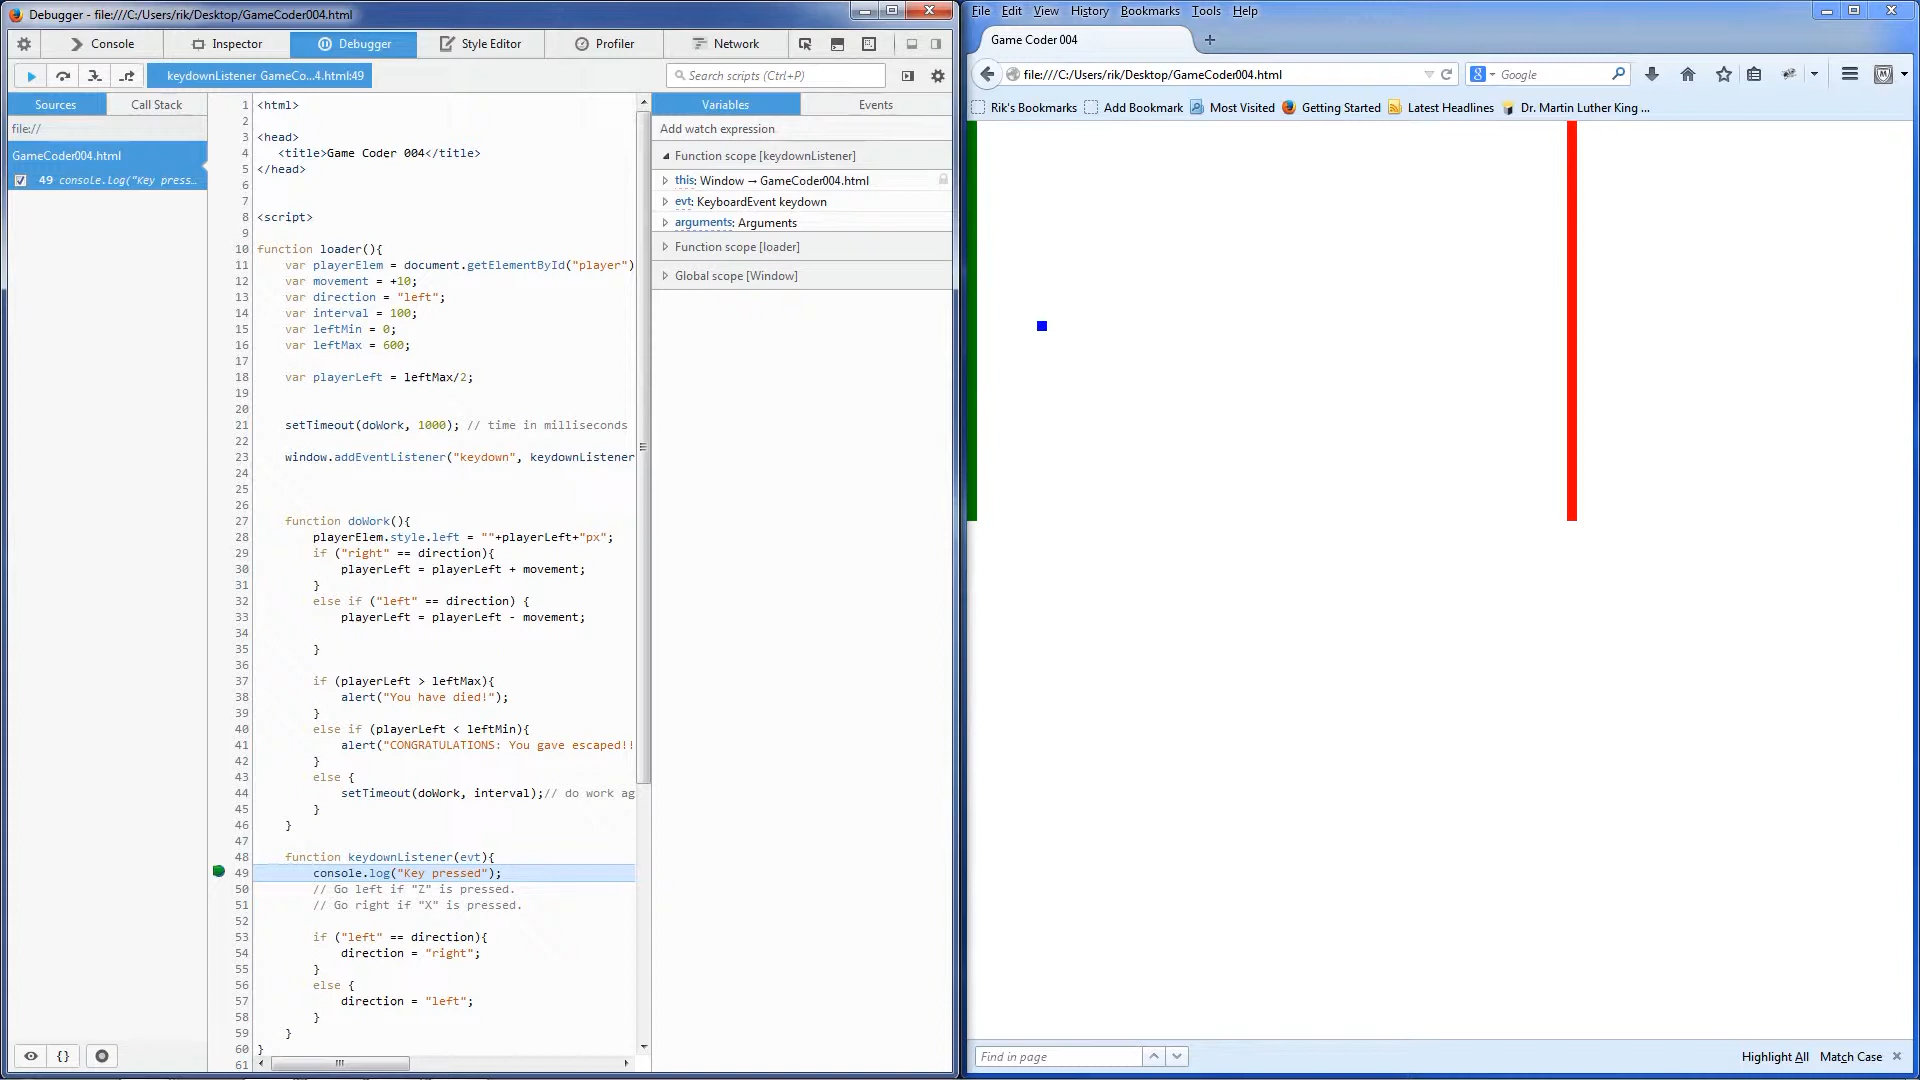 Debugger - file:///C:/Users/rik/Desktop/GameCoder004.html
Console
Inspector
Debugger
Style Editor
Profiler
Network
keydownListener GameCo...4.html:49
Search scripts (Ctrl+P)
Sources
Call Stack
file://
GameCoder004.html
49 console.log("Key press...
1 <html>
2
3 <head>
4 <title>Game Coder 004</title>
5 </head>
6
7
8 <script>
9
10 function loader(){
11 var playerElem = document.getElementById("player")
12 var movement = +10;
13 var direction = "left";
14 var interval = 100;
15 var leftMin = 0;
16 var leftMax = 600;
17
18 var playerLeft = leftMax/2;
19
20
21 setTimeout(doWork, 1000); // time in milliseconds
22
23 window.addEventListener("keydown", keydownListener
24
25
26
27 function doWork(){
28 playerElem.style.left = ""+playerLeft+"px";
29 if ("right" == direction){
30 playerLeft = playerLeft + movement;
31 }
32 else if ("left" == direction) {
33 playerLeft = playerLeft - movement;
34
35 }
36
37 if (playerLeft > leftMax){
38 alert("You have died!");
39 }
40 else if (playerLeft < leftMin){
41 alert("CONGRATULATIONS: You gave escaped!!
42 }
43 else {
44 setTimeout(doWork, interval);// do work ag
45 }
46 }
47
48 function keydownListener(evt){
49 console.log("Key pressed");
50 // Go left if "Z" is pressed.
51 // Go right if "X" is pressed.
52
53 if ("left" == direction){
54 direction = "right";
55 }
56 else {
57 direction = "left";
58 }
59 }
60 }
61
{}
Variables
Events
Add watch expression
Function scope [keydownListener]
this: Window → GameCoder004.html
evt: KeyboardEvent keydown
arguments: Arguments
Function scope [loader]
Global scope [Window]
File Edit View History Bookmarks Tools Help
Game Coder 004
file:///C:/Users/rik/Desktop/GameCoder004.html
Google
Rik's Bookmarks
Add Bookmark
Most Visited
Getting Started
Latest Headlines
Dr. Martin Luther King ...
Find in page
Highlight All
Match Case